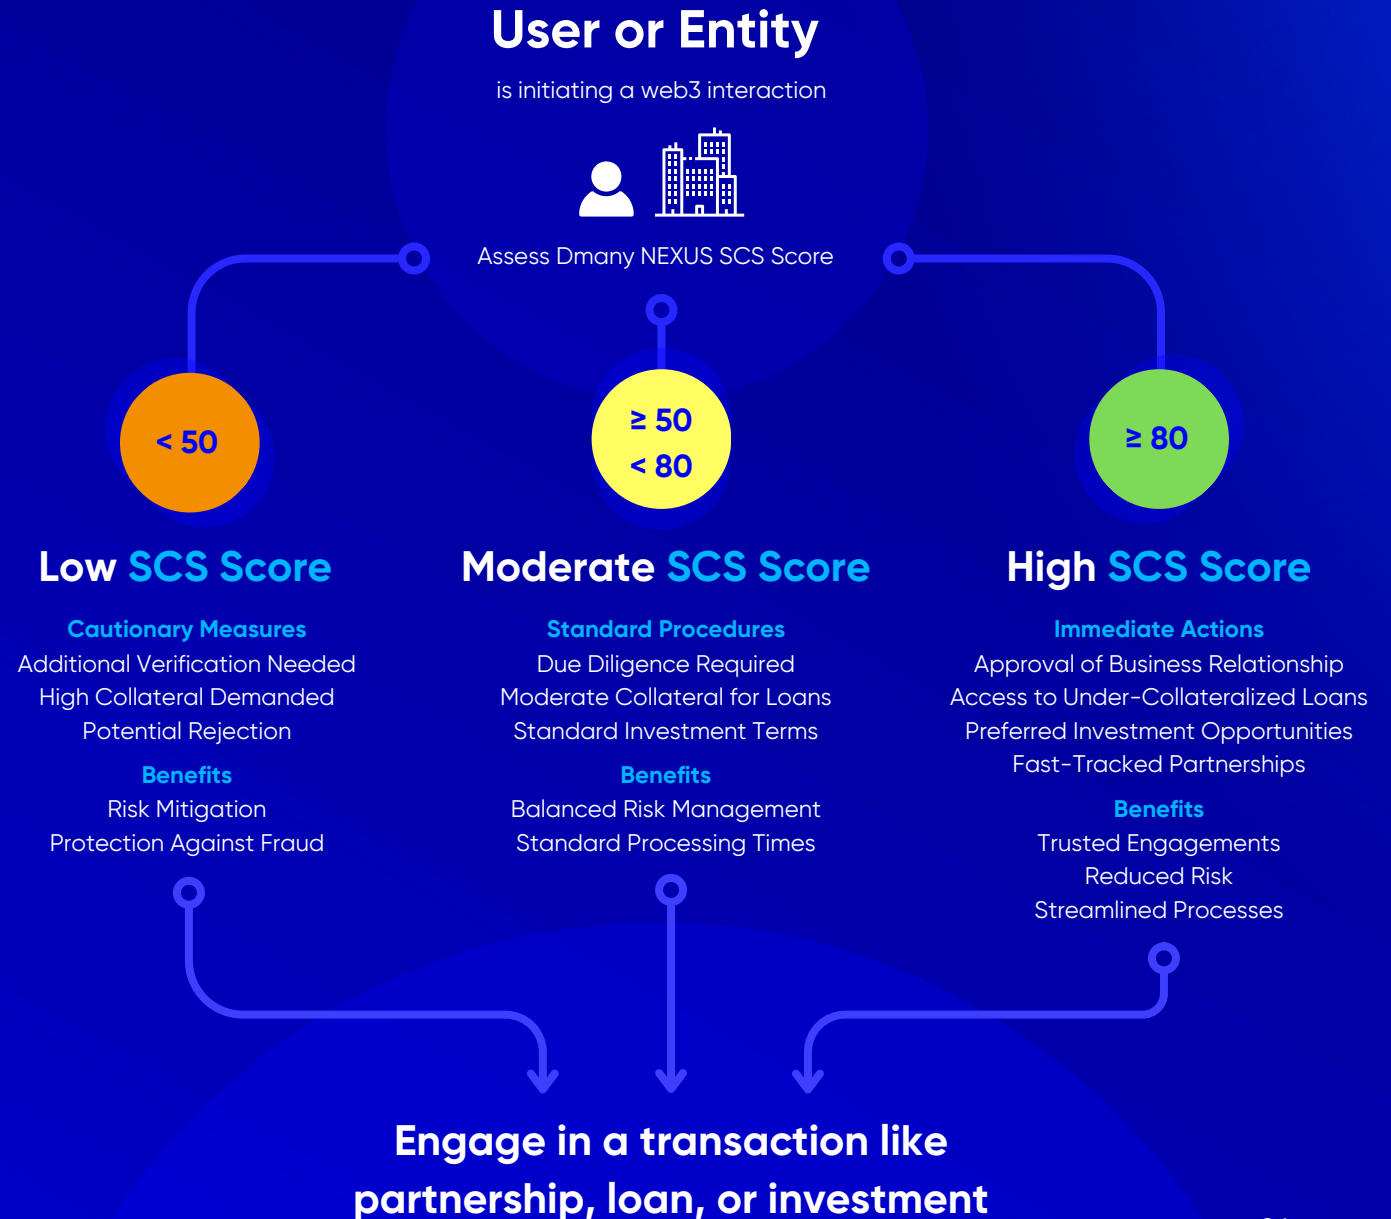 User or Entity
is initiating a web3 interaction
Assess Dmany NEXUS SCS Score
< 50
Low SCS Score
Cautionary Measures
Additional Verification Needed
High Collateral Demanded
Potential Rejection
Benefits
Risk Mitigation
Protection Against Fraud
≥ 50
< 80
Moderate SCS Score
Standard Procedures
Due Diligence Required
Moderate Collateral for Loans
Standard Investment Terms
Benefits
Balanced Risk Management
Standard Processing Times
≥ 80
High SCS Score
Immediate Actions
Approval of Business Relationship
Access to Under-Collateralized Loans
Preferred Investment Opportunities
Fast-Tracked Partnerships
Benefits
Trusted Engagements
Reduced Risk
Streamlined Processes
Engage in a transaction like
partnership, loan, or investment